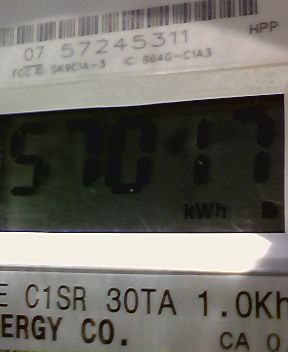 07 57245311
HPP
FCC ID: SK9C1A-3 IC: 864G-C1A3
57017
kWh
E C1SR 30TA 1.0Kh
ERGY CO.
CA 0.